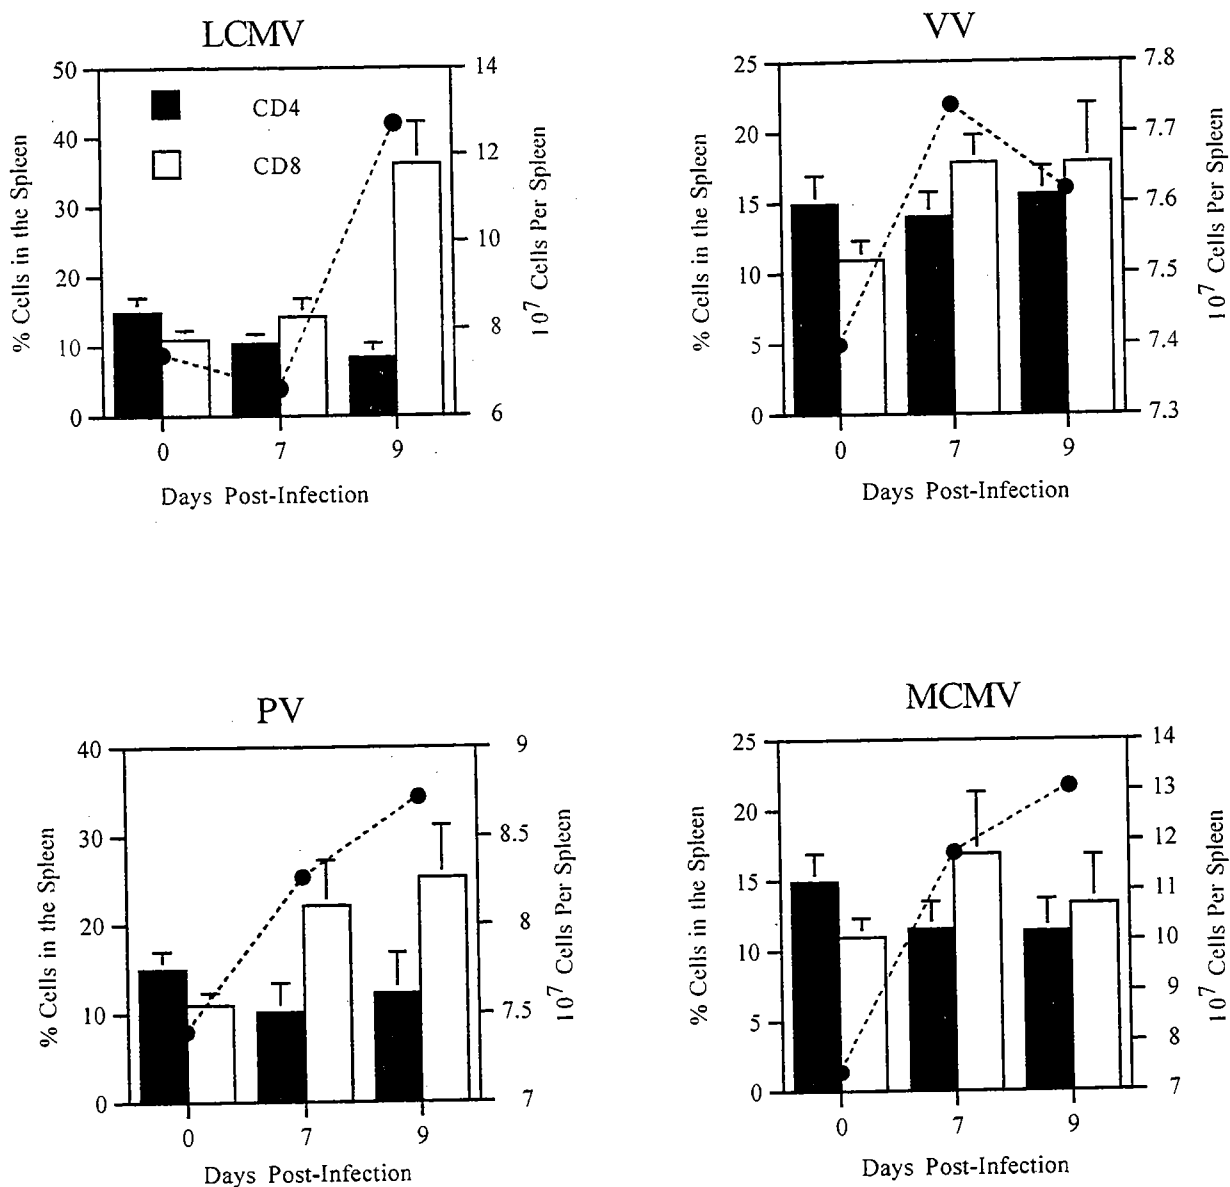 LCMV
50
40
30
20
10
0
% Cells in the Spleen
CD4
CD8
14
12
10
8
6
10⁷ Cells Per Spleen
0 7 9
Days Post-Infection
VV
25
20
15
10
5
0
% Cells in the Spleen
7.8
7.7
7.6
7.5
7.4
7.3
10⁷ Cells Per Spleen
0 7 9
Days Post-Infection
PV
40
30
20
10
0
% Cells in the Spleen
9
8.5
8
7.5
7
10⁷ Cells Per Spleen
0 7 9
Days Post-Infection
MCMV
25
20
15
10
5
0
% Cells in the Spleen
14
13
12
11
10
9
8
7
10⁷ Cells Per Spleen
0 7 9
Days Post-Infection